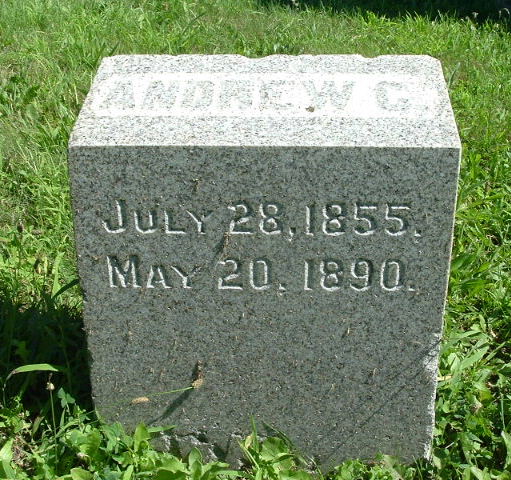 ANDREW C.
JULY 28, 1855.
MAY 20, 1890.